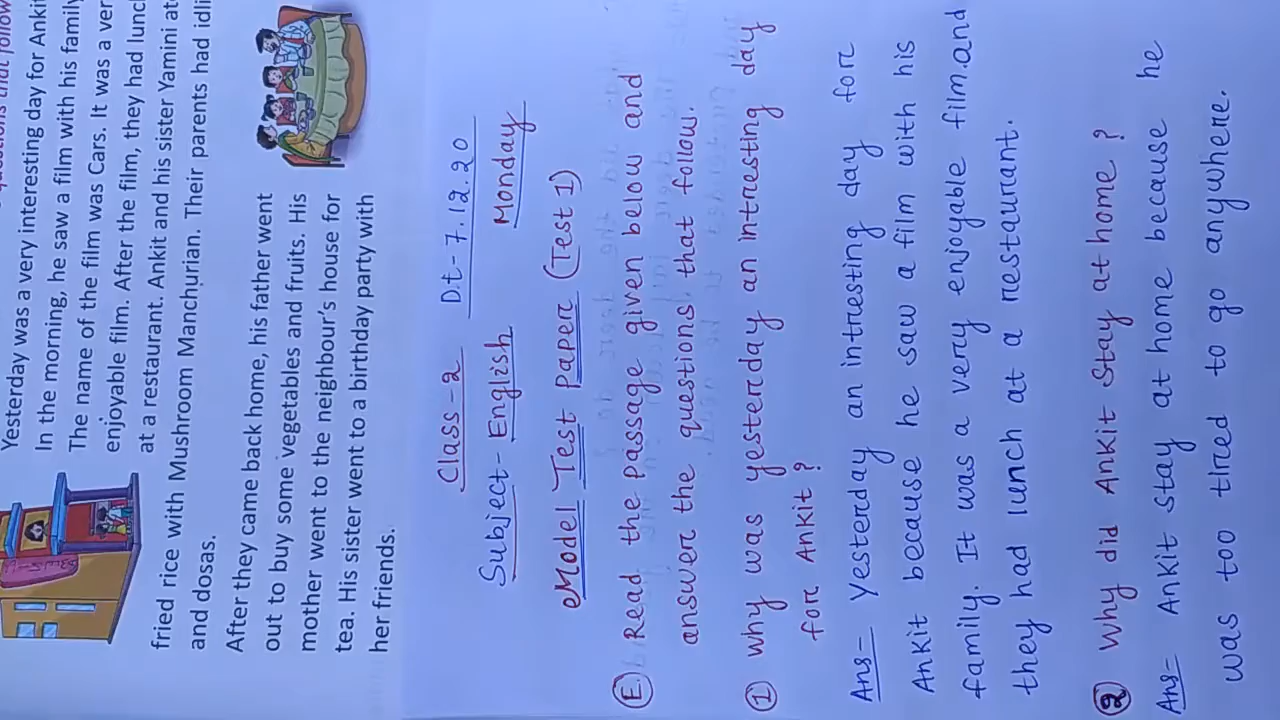 Yesterday was a very interesting day for Anki
In the morning, he saw a film with his family
The name of the film was Cars. It was a ver
enjoyable film. After the film, they had lunc
at a restaurant. Ankit and his sister Yamini at
fried rice with Mushroom Manchurian. Their parents had idli
and dosas.
After they came back home, his father went
out to buy some vegetables and fruits. His
mother went to the neighbour's house for
tea. His sister went to a birthday party with
her friends.
Class-2 D.t-7.12.20
Subject-English Monday
Model Test paper (Test 1)
(E) Read the passage given below and
answer the questions that follow.
(1) Why was yesterday an intresting day
for Ankit?
Ans= Yesterday an intresting day for
Ankit because he saw a film with his
family. It was a very enjoyable film.and
they had lunch at a restaurant.
(2) Why did Ankit stay at home?
Ans= Ankit stay at home because he
was too tired to go anywhere.